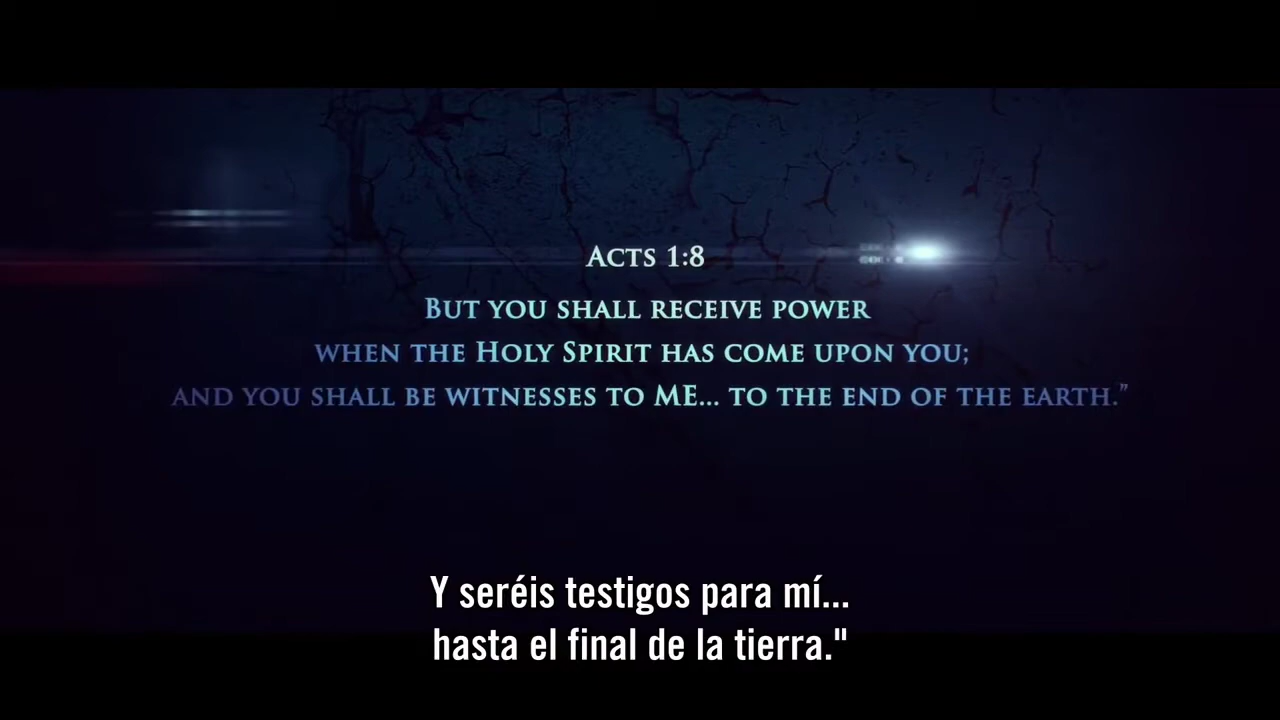 Acts 1:8
But you shall receive power
when the Holy Spirit has come upon you;
and you shall be witnesses to ME... to the end of the earth.”
Y seréis testigos para mí...
hasta el final de la tierra."